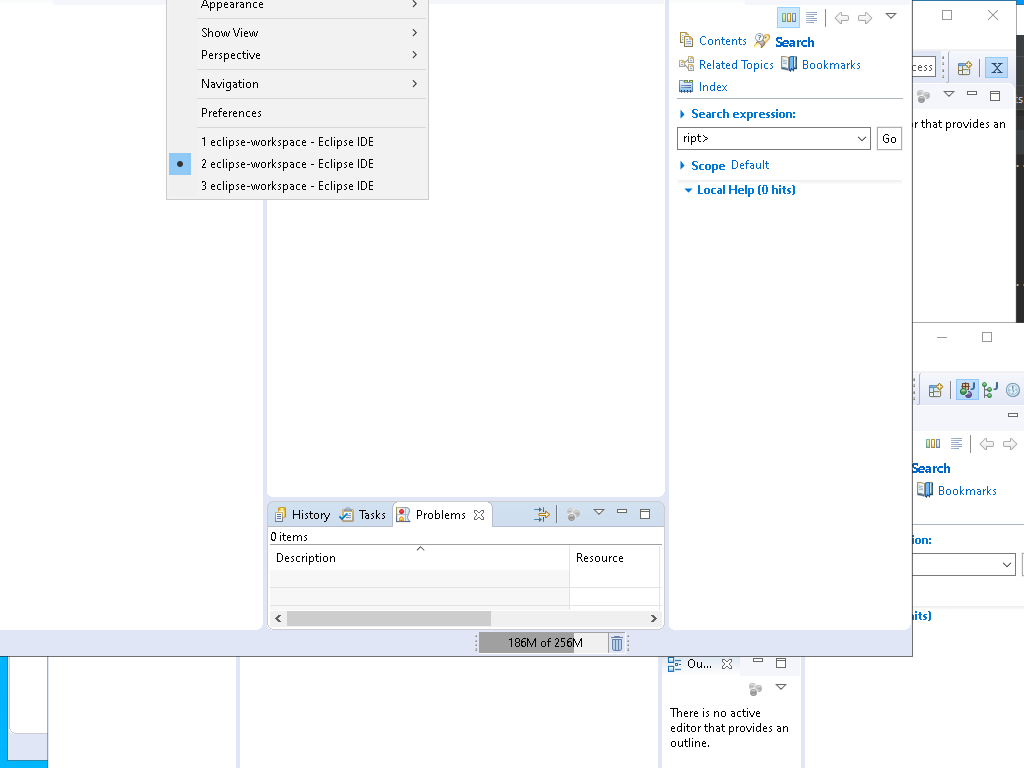 Appearance
Show View
Perspective
Navigation
Preferences
1 eclipse-workspace - Eclipse IDE
2 eclipse-workspace - Eclipse IDE
3 eclipse-workspace - Eclipse IDE
Contents Search
Related Topics Bookmarks
Index
Search expression:
ript> Go
Scope Default
Local Help (0 hits)
cess
r that provides an
Search
Bookmarks
ion:
its)
History Tasks Problems
0 items
Description Resource
186M of 256M
Ou...
There is no active
editor that provides an
outline.